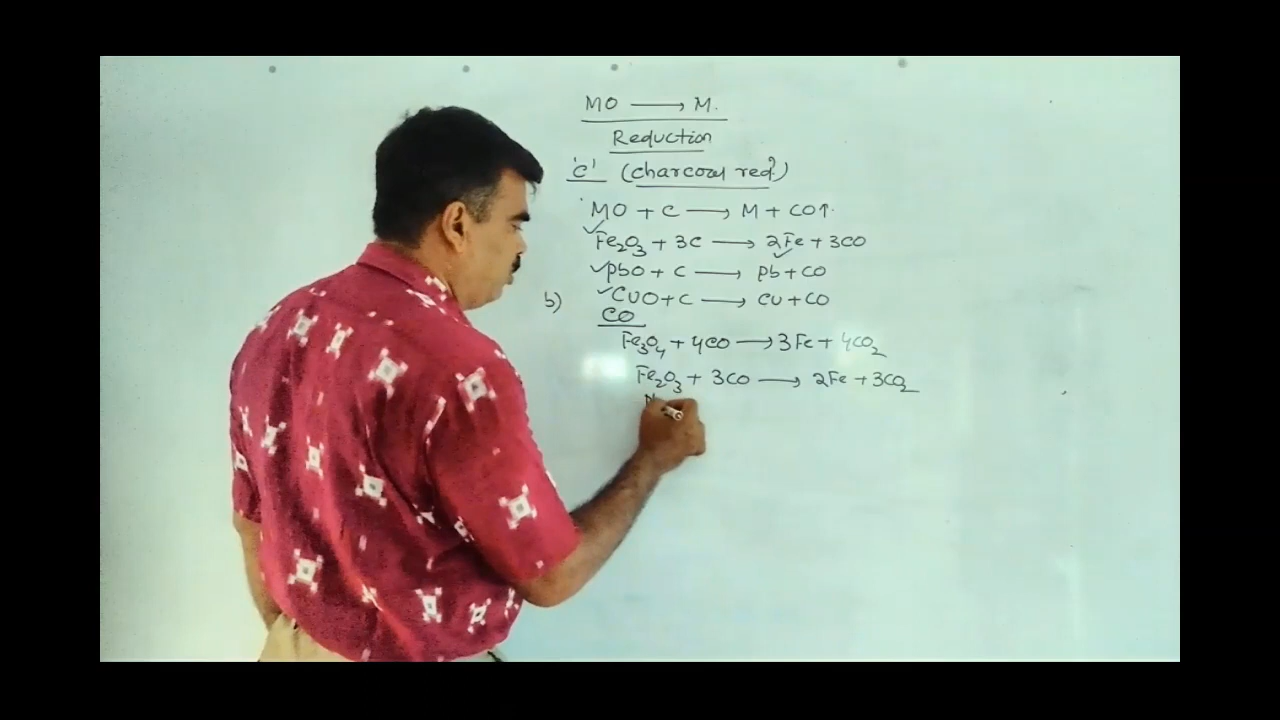 MO ⟶ M.
Reduction
'C' (charcoal redⁿ.)
MO + C ⟶ M + CO↑.
Fe₂O₃ + 3C ⟶ 2Fe + 3CO
pbO + C ⟶ pb + CO
b) CuO + C ⟶ Cu + CO
CO
Fe₃O₄ + 4CO ⟶ 3Fe + 4CO₂
Fe₂O₃ + 3CO ⟶ 2Fe + 3CO₂